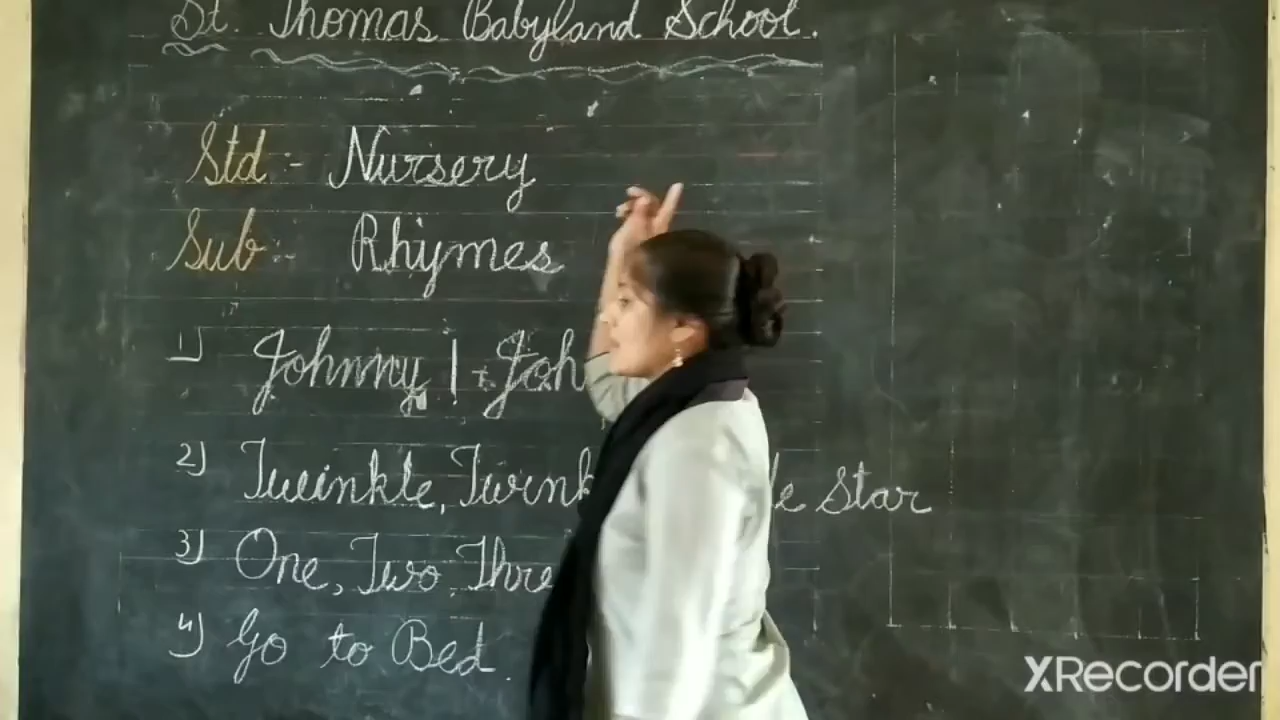 St. Thomas Babyland School.
Std :- Nursery
Sub :- Rhymes
1) Johnny | - Joh
2) Twinkle, Twink le Star
3) One, Two, Thre
4) Go to Bed.
XRecorder